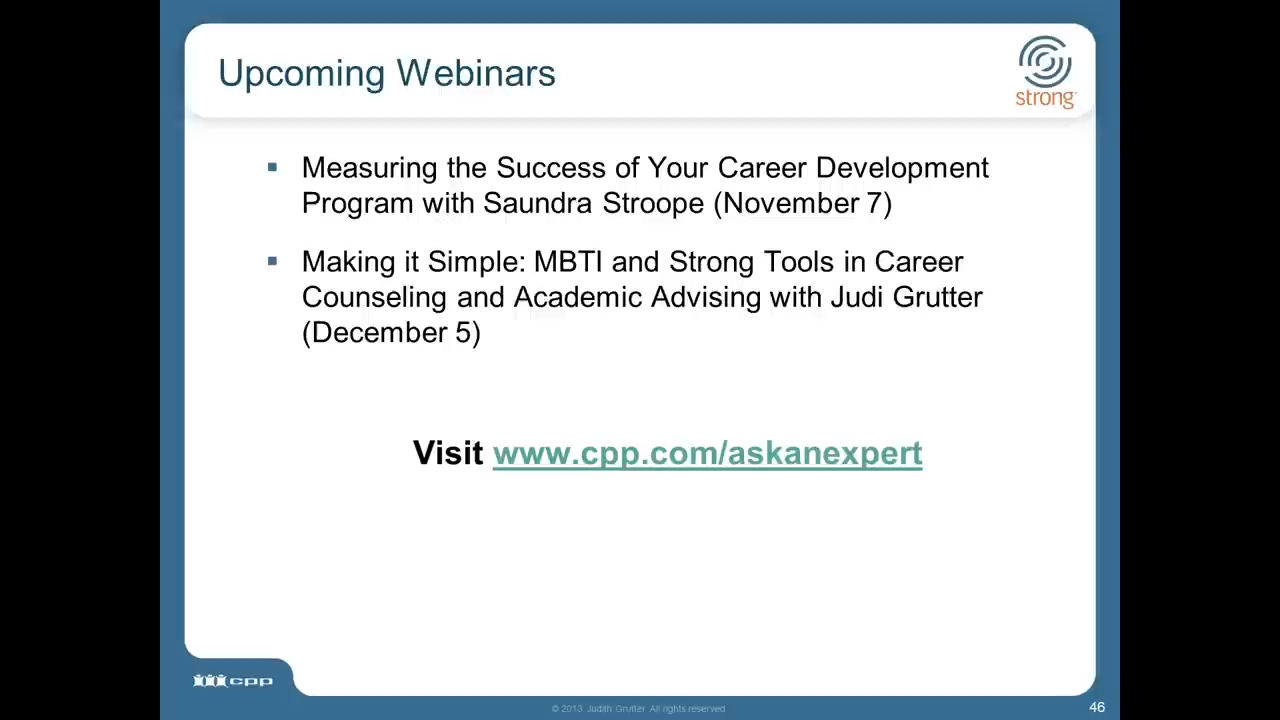 Upcoming Webinars
strong
Measuring the Success of Your Career Development
Program with Saundra Stroope (November 7)
Making it Simple: MBTI and Strong Tools in Career
Counseling and Academic Advising with Judi Grutter
(December 5)
Visit www.cpp.com/askanexpert
cpp
© 2013 Judith Grutter All rights reserved
46